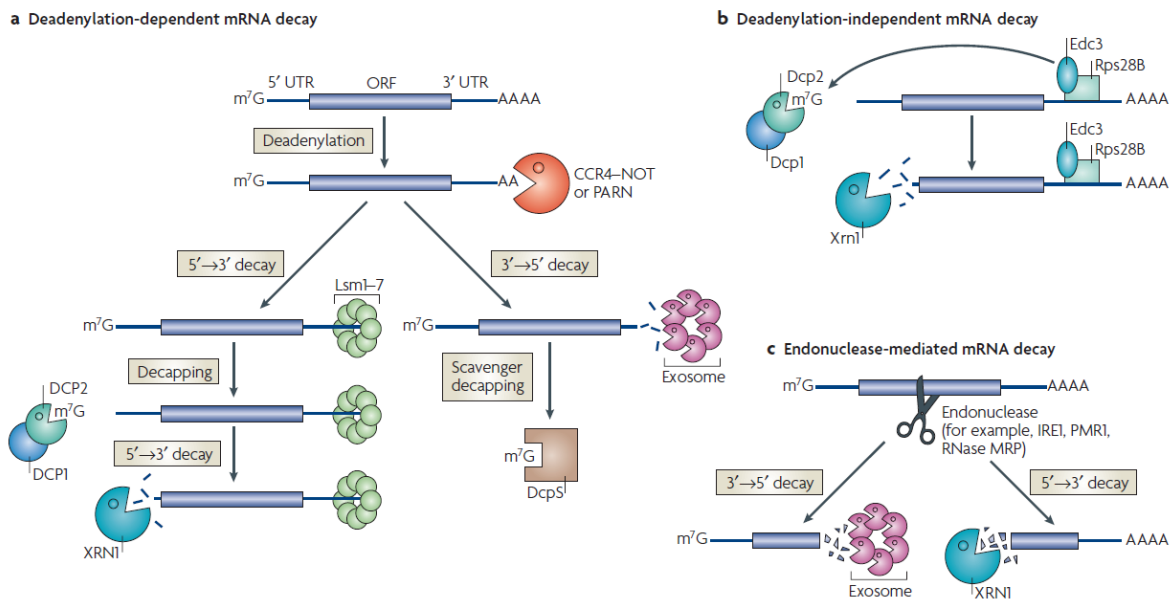 a Deadenylation-dependent mRNA decay
5′ UTR ORF 3′ UTR
m⁷G AAAA
Deadenylation
m⁷G AA
CCR4–NOT
or PARN
5′→3′ decay
3′→5′ decay
Lsm1–7
m⁷G
m⁷G
Exosome
Decapping
Scavenger
decapping
DCP2
m⁷G
DCP1
m⁷G
DcpS
5′→3′ decay
XRN1
b Deadenylation-independent mRNA decay
Edc3
Rps28B
Dcp2
m⁷G
AAAA
Dcp1
Edc3
Rps28B
AAAA
Xrn1
c Endonuclease-mediated mRNA decay
m⁷G AAAA
Endonuclease
(for example, IRE1, PMR1,
RNase MRP)
3′→5′ decay
5′→3′ decay
m⁷G
Exosome
AAAA
XRN1